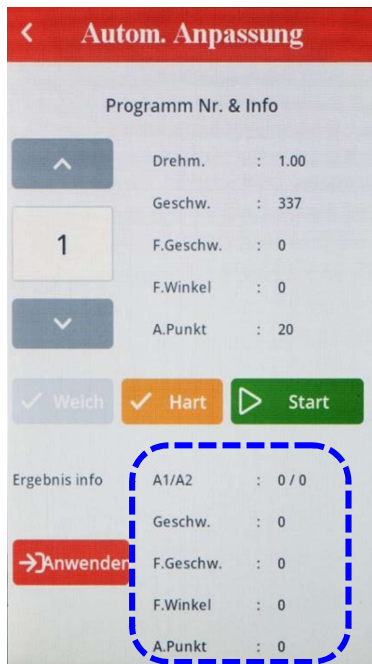 Autom. Anpassung
Programm Nr. & Info
Drehm. : 1.00
Geschw. : 337
1
F.Geschw. : 0
F.Winkel : 0
A.Punkt : 20
Weich
Hart
Start
Ergebnis info
A1/A2 : 0 / 0
Geschw. : 0
Anwenden
F.Geschw. : 0
F.Winkel : 0
A.Punkt : 0